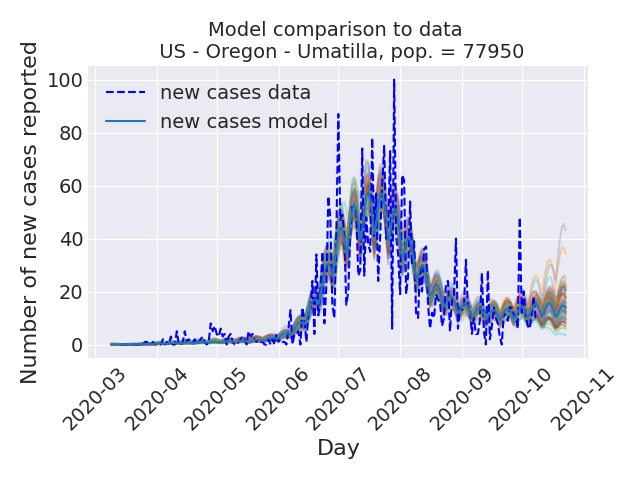 Model comparison to data
US - Oregon - Umatilla, pop. = 77950
Number of new cases reported
100
80
60
40
20
0
new cases data
new cases model
2020-03
2020-04
2020-05
2020-06
2020-07
2020-08
2020-09
2020-10
2020-11
Day